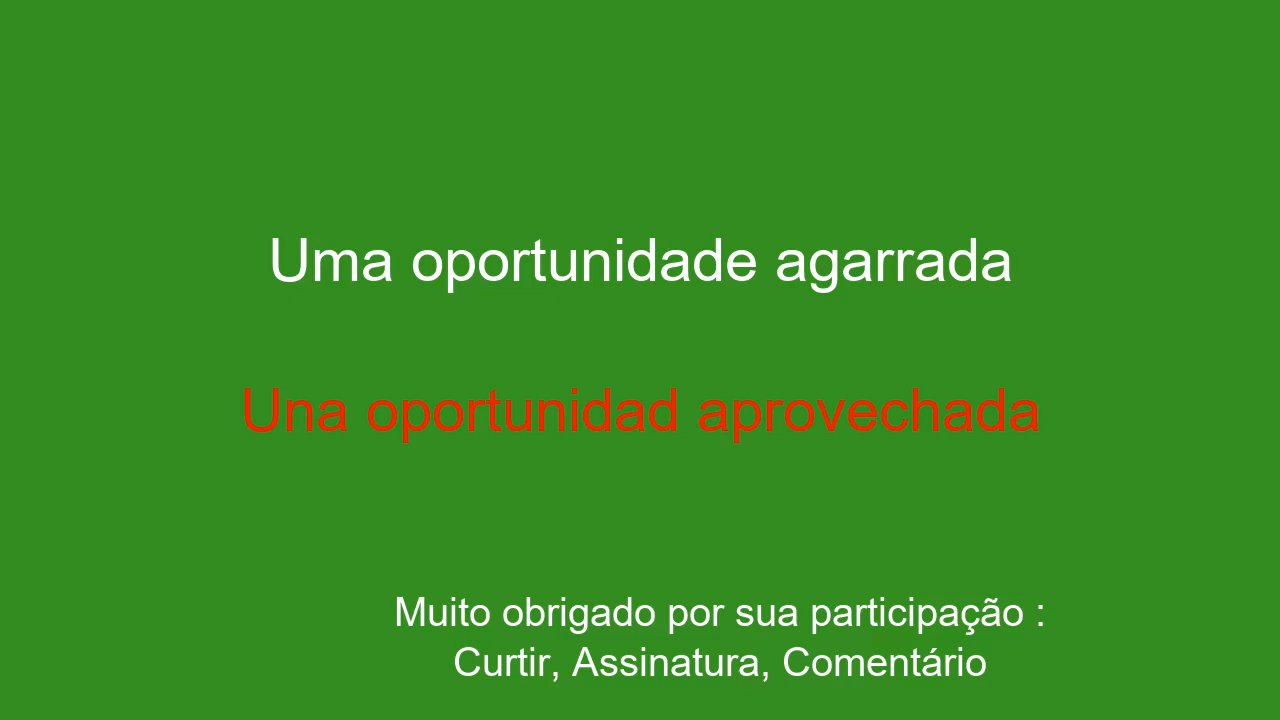 Uma oportunidade agarrada
Una oportunidad aprovechada
Muito obrigado por sua participação :
Curtir, Assinatura, Comentário